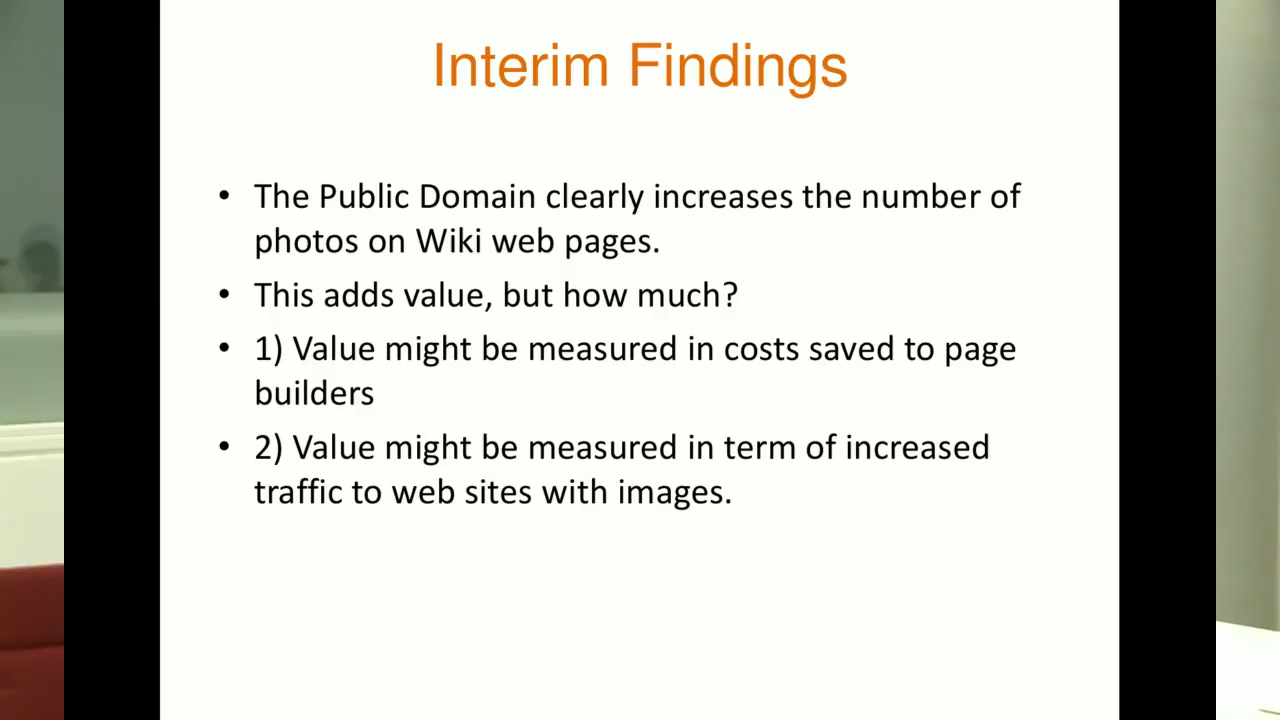 Interim Findings
• The Public Domain clearly increases the number of
photos on Wiki web pages.
• This adds value, but how much?
• 1) Value might be measured in costs saved to page
builders
• 2) Value might be measured in term of increased
traffic to web sites with images.